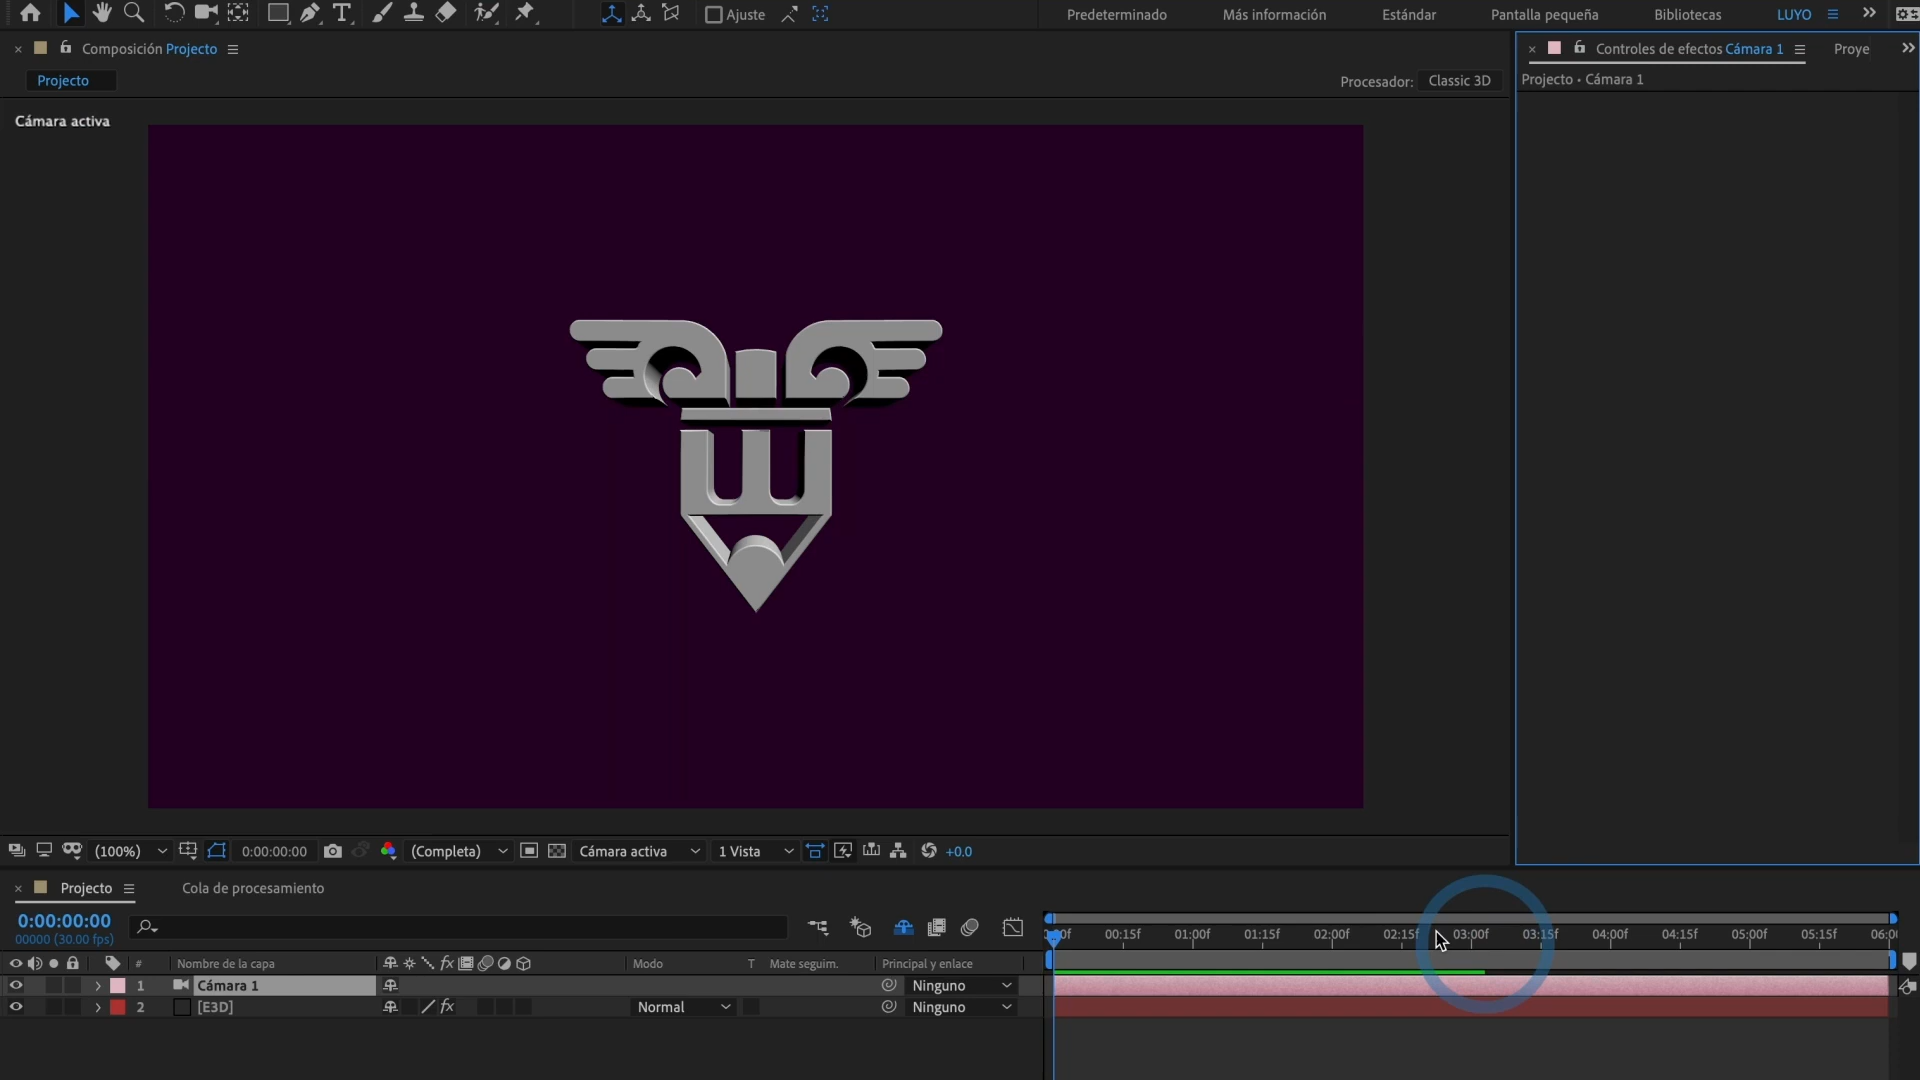 Ajuste
Predeterminado
Más información
Estándar
Pantalla pequeña
Bibliotecas
LUYO
Composición Projecto
Projecto
Procesador: Classic 3D
Cámara activa
Controles de efectos Cámara 1
Proye
Projecto • Cámara 1
(100%)
0:00:00:00
(Completa)
Cámara activa
1 Vista
+0.0
Projecto
Cola de procesamiento
0:00:00:00
00000 (30.00 fps)
00:15f 01:00f 01:15f 02:00f 02:15f 03:00f 03:15f 04:00f 04:15f 05:00f 05:15f 06:00
# Nombre de la capa fx Modo T Mate seguim. Principal y enlace
1 Cámara 1 Ninguno
2 [E3D] fx Normal Ninguno